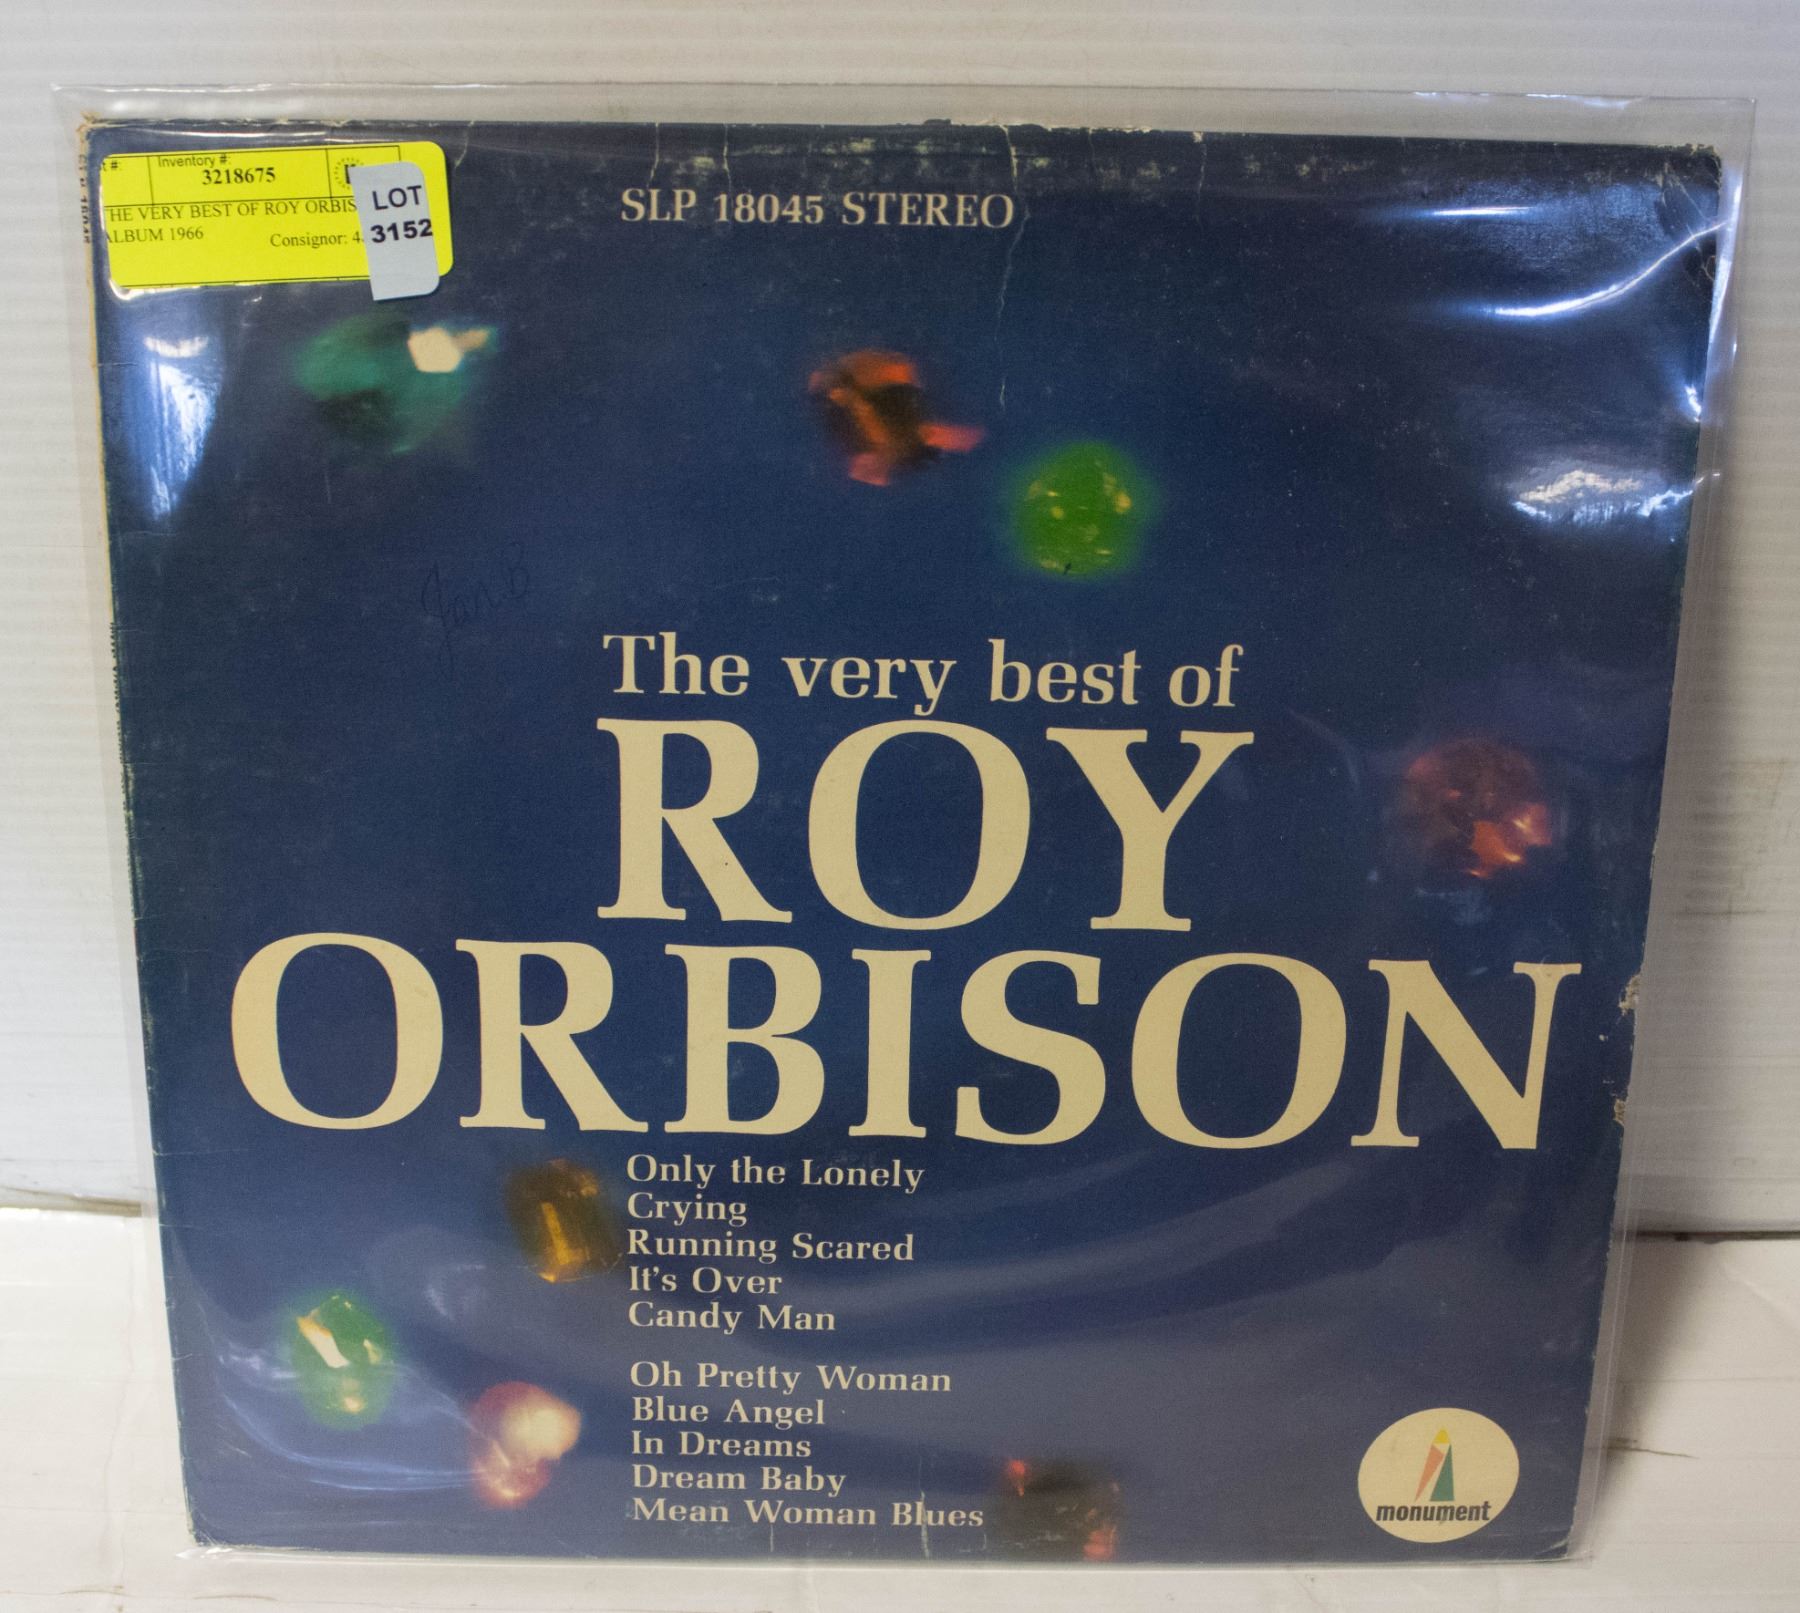 Inventory #:
3218675
LOT
3152
THE VERY BEST OF ROY ORBIS
ALBUM 1966
Consignor: 4
SLP 18045 STEREO
Jan. B
The very best of
ROY
ORBISON
Only the Lonely
Crying
Running Scared
It's Over
Candy Man
Oh Pretty Woman
Blue Angel
In Dreams
Dream Baby
Mean Woman Blues
monument